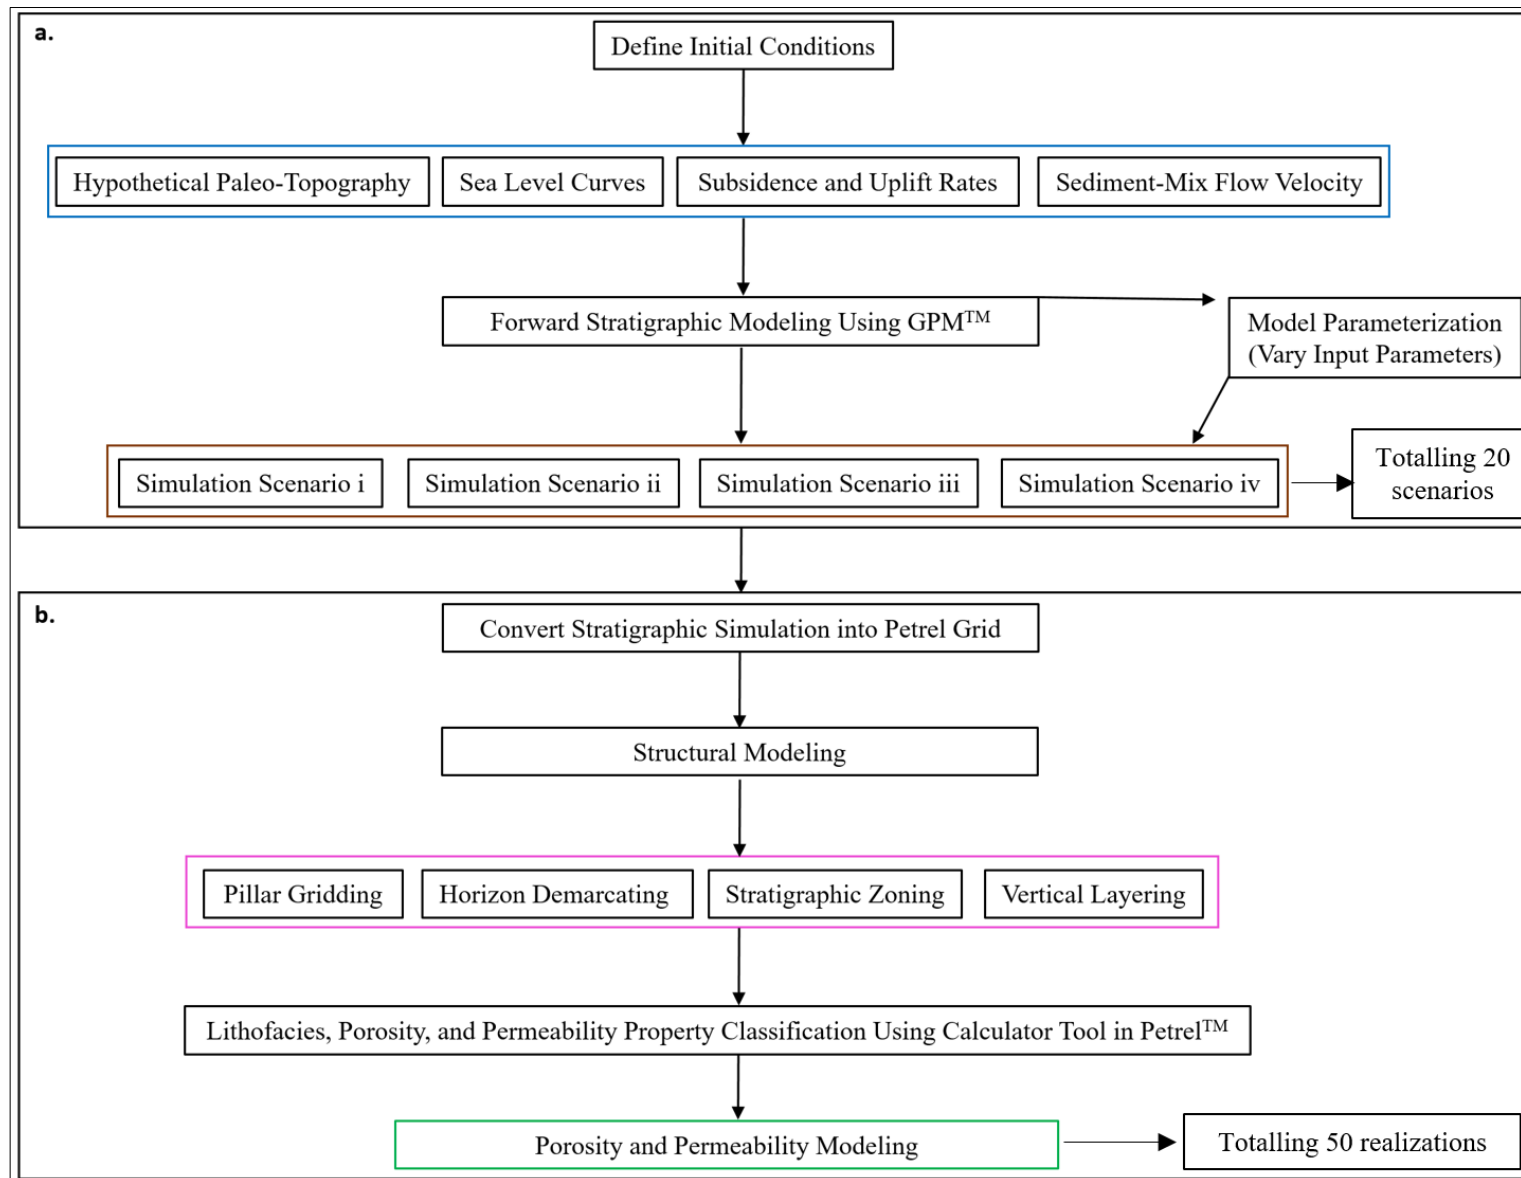 a.
Define Initial Conditions
Hypothetical Paleo-Topography
Sea Level Curves
Subsidence and Uplift Rates
Sediment-Mix Flow Velocity
Forward Stratigraphic Modeling Using GPM™
Model Parameterization
(Vary Input Parameters)
Simulation Scenario i
Simulation Scenario ii
Simulation Scenario iii
Simulation Scenario iv
Totalling 20
scenarios
b.
Convert Stratigraphic Simulation into Petrel Grid
Structural Modeling
Pillar Gridding
Horizon Demarcating
Stratigraphic Zoning
Vertical Layering
Lithofacies, Porosity, and Permeability Property Classification Using Calculator Tool in Petrel™
Porosity and Permeability Modeling
Totalling 50 realizations